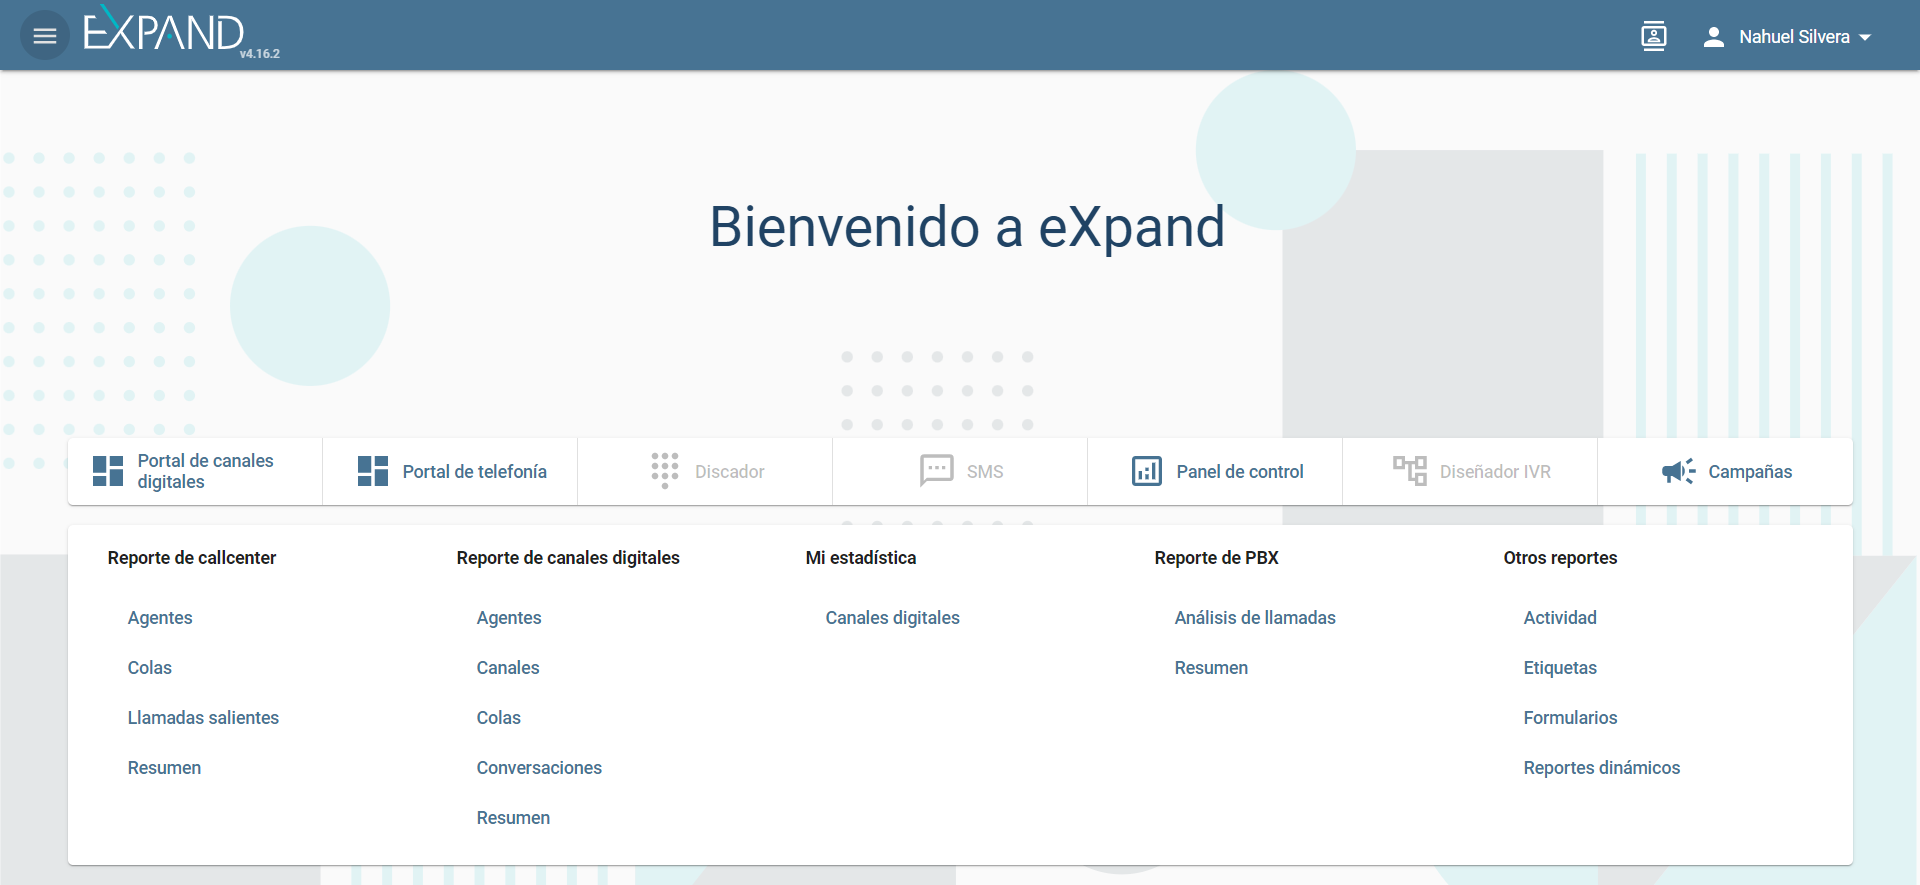 EXPAND
v4.16.2
Nahuel Silvera
Bienvenido a eXpand
Portal de canales
digitales
Portal de telefonía
Discador
SMS
Panel de control
Diseñador IVR
Campañas
Reporte de callcenter
Agentes
Colas
Llamadas salientes
Resumen
Reporte de canales digitales
Agentes
Canales
Colas
Conversaciones
Resumen
Mi estadística
Canales digitales
Reporte de PBX
Análisis de llamadas
Resumen
Otros reportes
Actividad
Etiquetas
Formularios
Reportes dinámicos